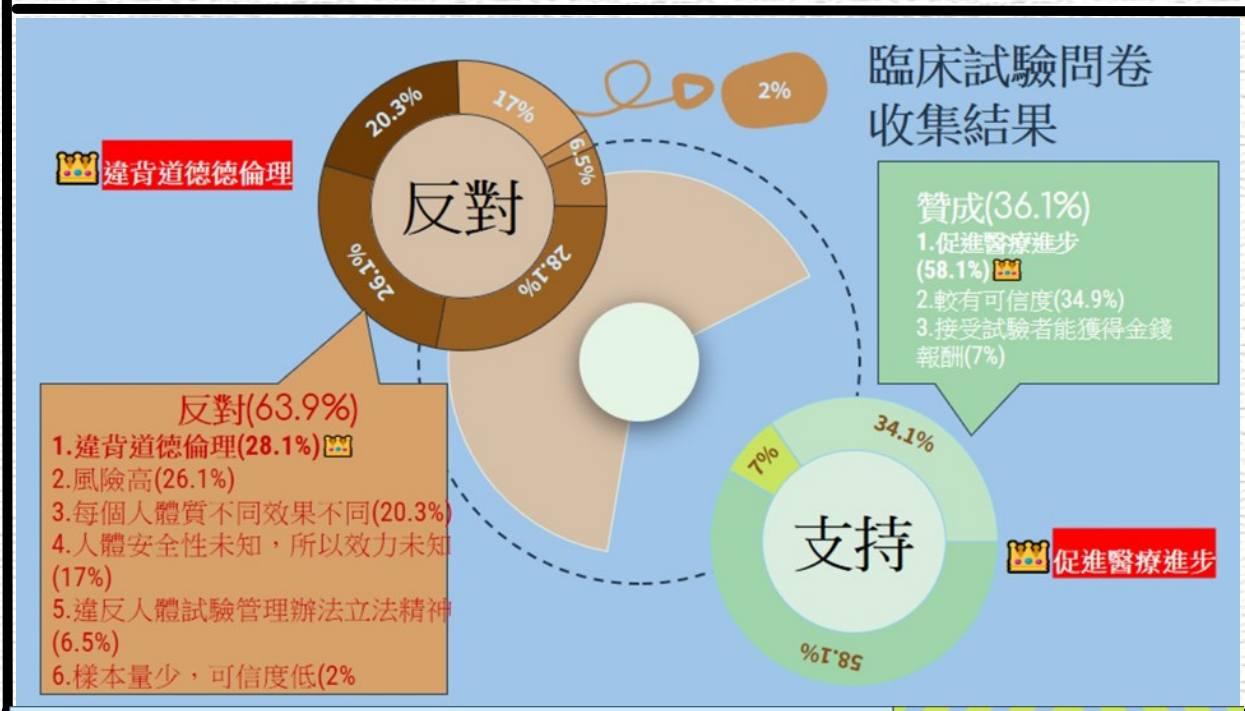 臨床試驗問卷
收集結果
20.3%
17%
2%
6.5%
違背道德德倫理
反對
26.1%
28.1%
贊成(36.1%)
1.促進醫療進步
(58.1%)
2.較有可信度(34.9%)
3.接受試驗者能獲得金錢
報酬(7%)
反對(63.9%)
1.違背道德倫理(28.1%)
2.風險高(26.1%)
3.每個人體質不同效果不同(20.3%)
4.人體安全性未知，所以效力未知
(17%)
5.違反人體試驗管理辦法立法精神
(6.5%)
6.樣本量少，可信度低(2%
34.1%
7%
支持
促進醫療進步
58.1%